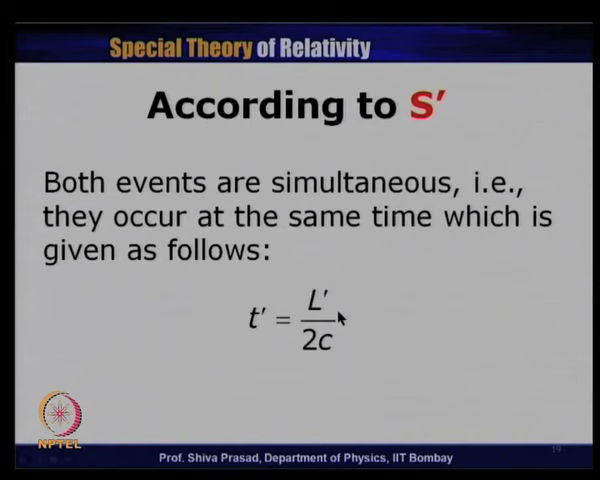 Special Theory of Relativity
According to S′
Both events are simultaneous, i.e.,
they occur at the same time which is
given as follows:
t′ = L′/2c
NPTEL
Prof. Shiva Prasad, Department of Physics, IIT Bombay
19